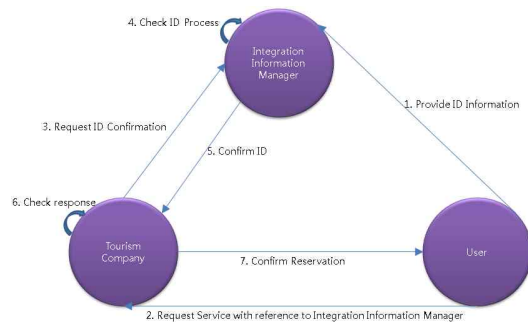 4. Check ID Process
Integration
Information
Manager
1. Provide ID Information
3. Request ID Confirmation
5. Confirm ID
6. Check response
Tourism
Company
User
7. Confirm Reservation
2. Request Service with reference to Integration Information Manager